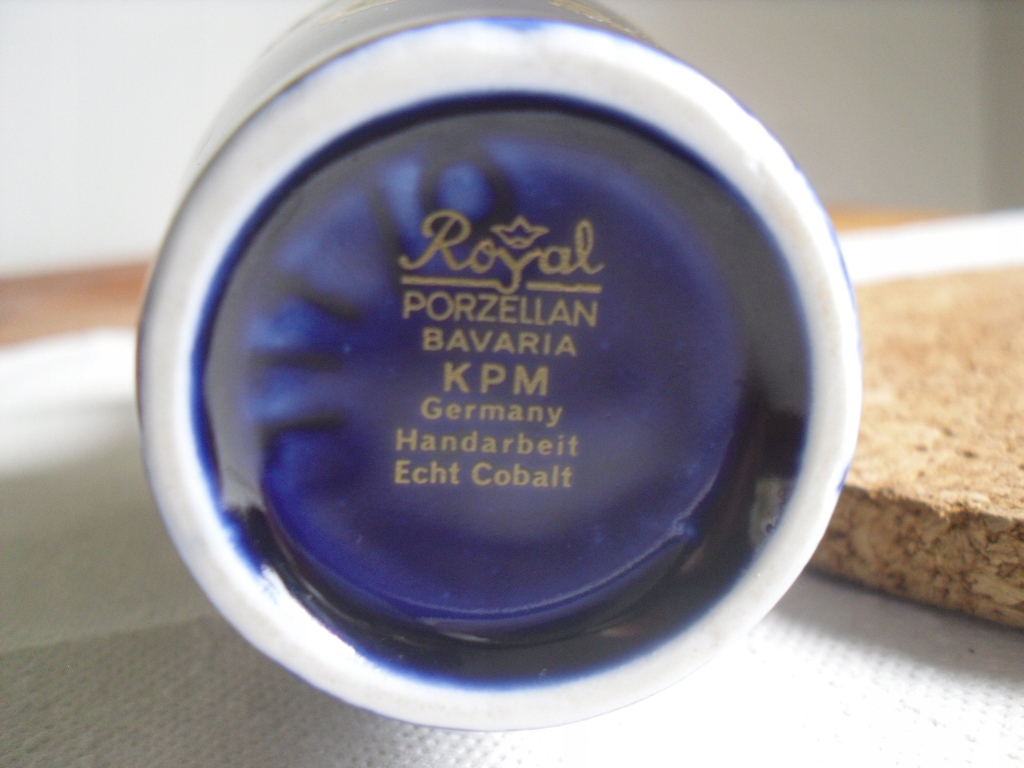 Royal
PORZELLAN
BAVARIA
KPM
Germany
Handarbeit
Echt Cobalt